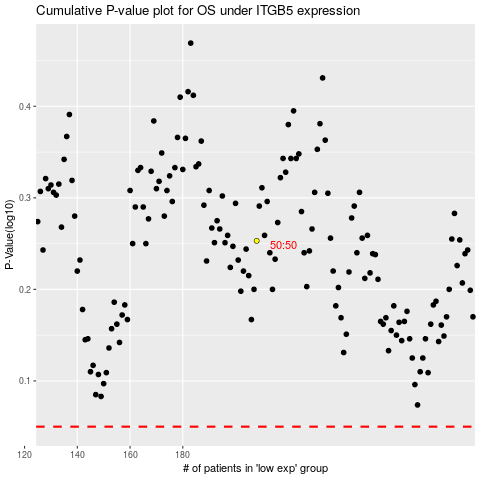 Cumulative P-value plot for OS under ITGB5 expression
P-Value(log10)
0.4
0.3
0.2
0.1
50:50
120 140 160 180
# of patients in 'low exp' group